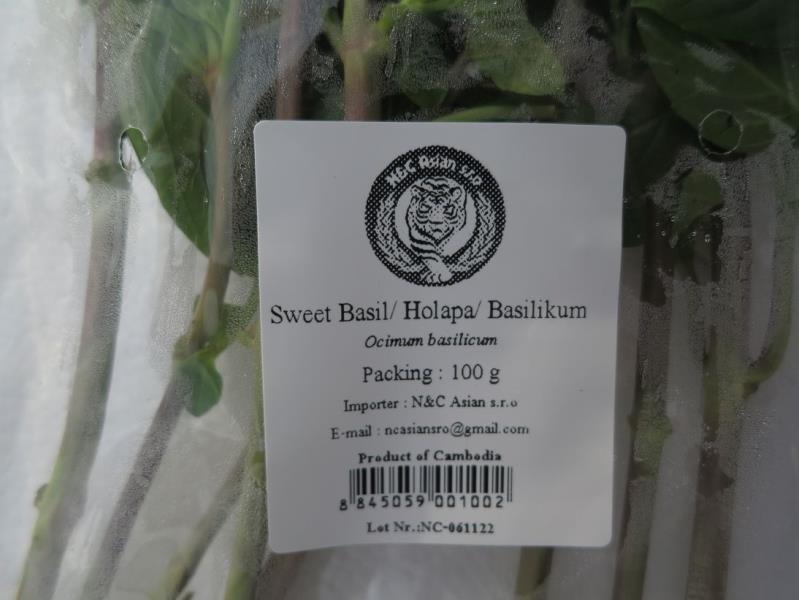 N&C Asian s.r.o
Sweet Basil/ Holapa/ Basilikum
Ocimum basilicum
Packing : 100 g
Importer : N&C Asian s.r.o
E-mail : ncasiansro@gmail.com
Product of Cambodia
8 845059 001002
Lot Nr.:NC-061122